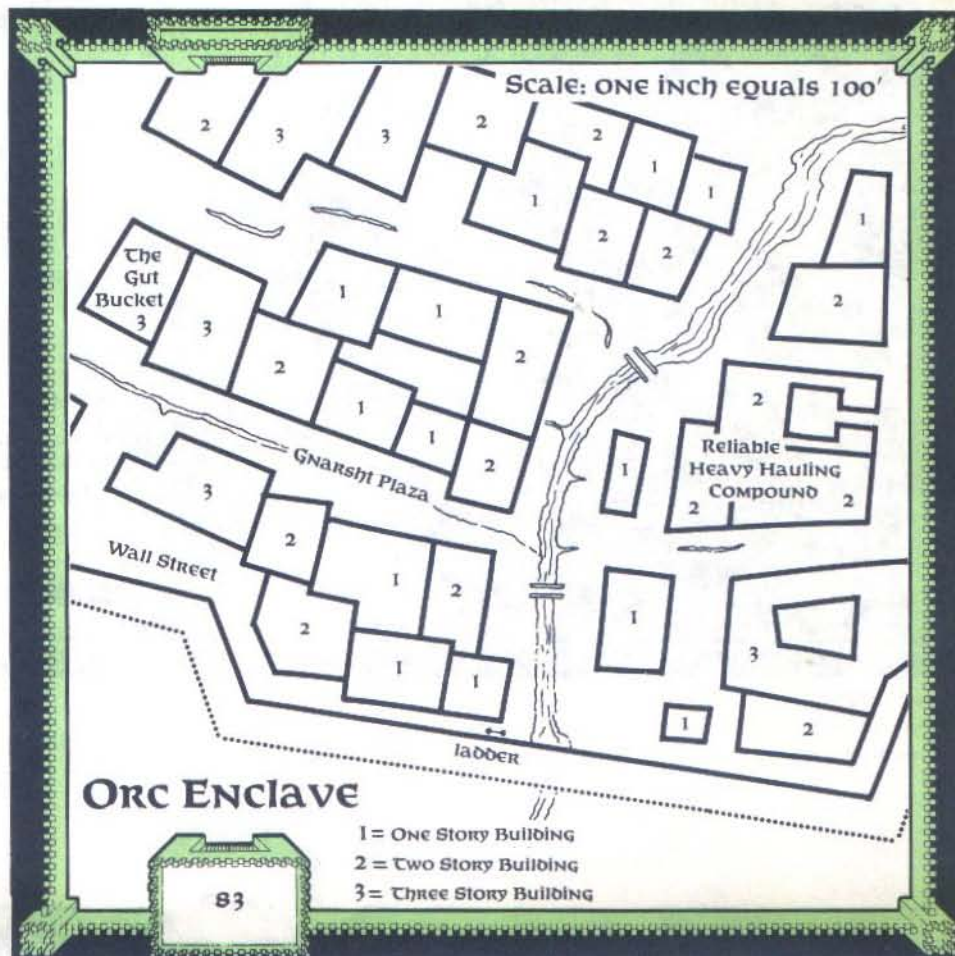 Scale: one inch equals 100'
2
3
3
2
2
1
1
1
2
2
1
2
The
Gut
Bucket
3
3
2
1
1
2
1
1
2
Gnarsht Plaza
2
Reliable
Heavy Hauling
Compound
2
2
1
3
2
1
2
Wall Street
2
1
1
1
3
1
2
ladder
Orc Enclave
1 = One Story Building
2 = Two Story Building
3 = Three Story Building
83